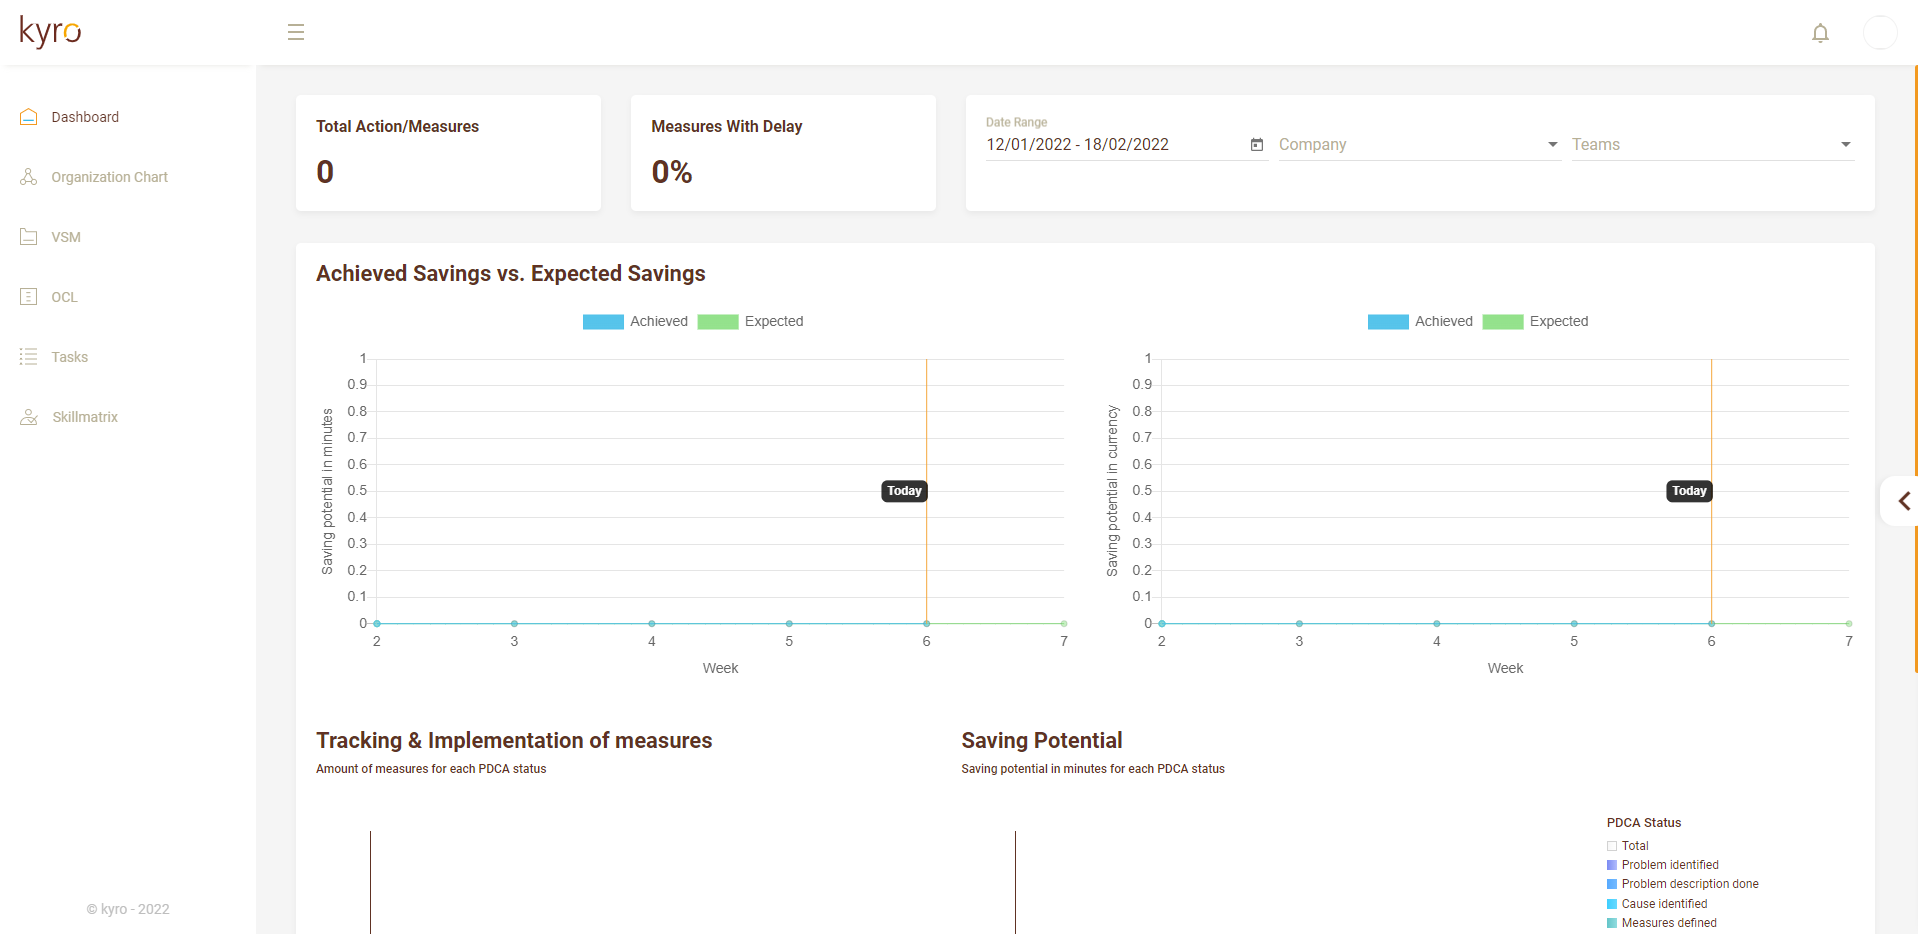 kyro
Dashboard
Organization Chart
VSM
OCL
Tasks
Skillmatrix
© kyro - 2022
Total Action/Measures
0
Measures With Delay
0%
Date Range
12/01/2022 - 18/02/2022
Company
Teams
Achieved Savings vs. Expected Savings
Achieved Expected
Saving potential in minutes
1
0.9
0.8
0.7
0.6
0.5
0.4
0.3
0.2
0.1
0
Today
2 3 4 5 6 7
Week
Achieved Expected
Saving potential in currency
1
0.9
0.8
0.7
0.6
0.5
0.4
0.3
0.2
0.1
0
Today
2 3 4 5 6 7
Week
Tracking & Implementation of measures
Amount of measures for each PDCA status
Saving Potential
Saving potential in minutes for each PDCA status
PDCA Status
Total
Problem identified
Problem description done
Cause identified
Measures defined